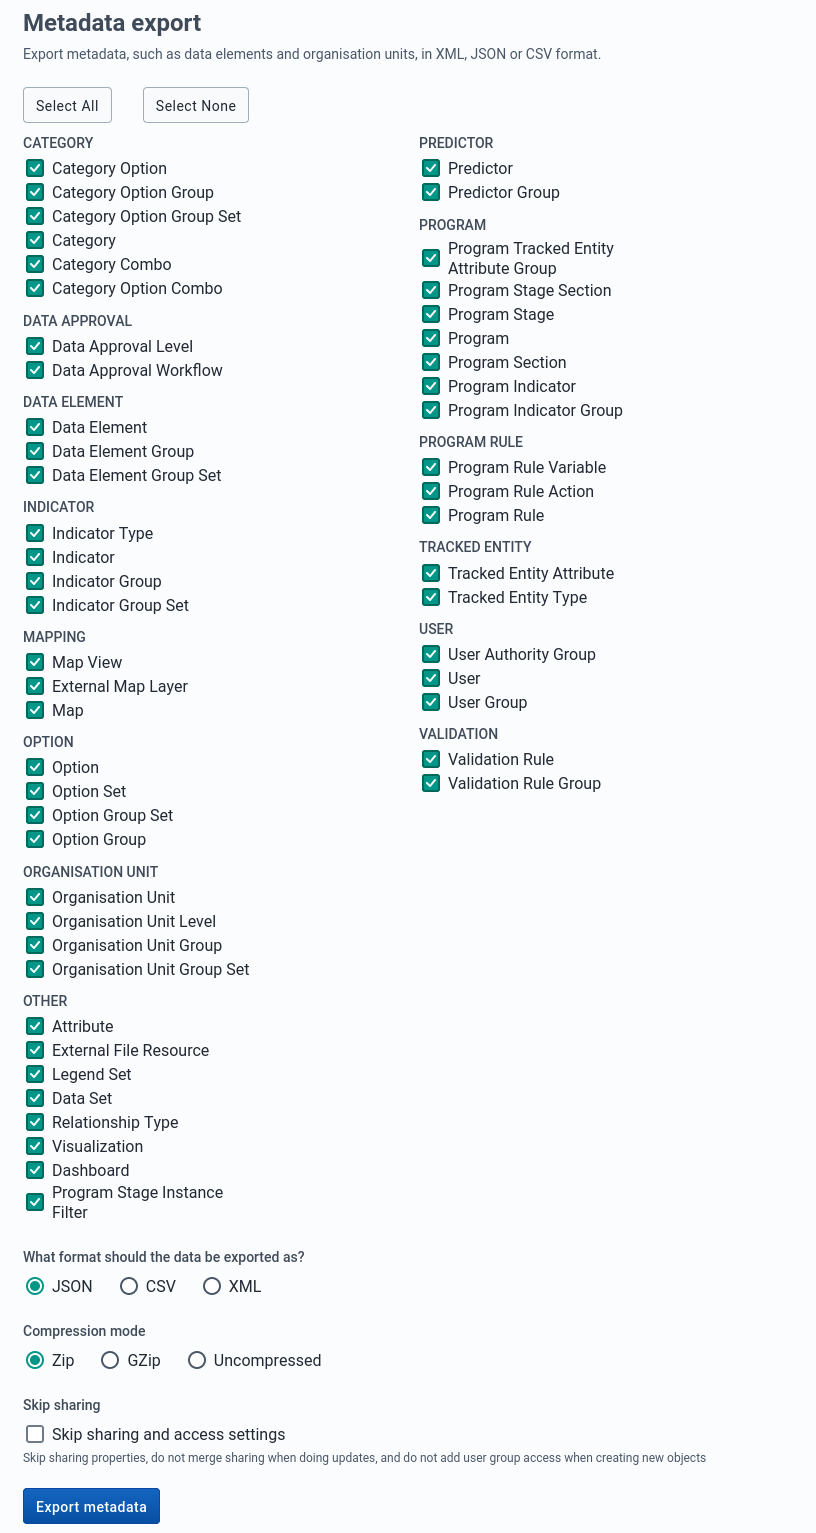 Metadata export
Export metadata, such as data elements and organisation units, in XML, JSON or CSV format.
Select All
Select None
CATEGORY
Category Option
Category Option Group
Category Option Group Set
Category
Category Combo
Category Option Combo
DATA APPROVAL
Data Approval Level
Data Approval Workflow
DATA ELEMENT
Data Element
Data Element Group
Data Element Group Set
INDICATOR
Indicator Type
Indicator
Indicator Group
Indicator Group Set
MAPPING
Map View
External Map Layer
Map
OPTION
Option
Option Set
Option Group Set
Option Group
ORGANISATION UNIT
Organisation Unit
Organisation Unit Level
Organisation Unit Group
Organisation Unit Group Set
OTHER
Attribute
External File Resource
Legend Set
Data Set
Relationship Type
Visualization
Dashboard
Program Stage Instance
Filter
PREDICTOR
Predictor
Predictor Group
PROGRAM
Program Tracked Entity
Attribute Group
Program Stage Section
Program Stage
Program
Program Section
Program Indicator
Program Indicator Group
PROGRAM RULE
Program Rule Variable
Program Rule Action
Program Rule
TRACKED ENTITY
Tracked Entity Attribute
Tracked Entity Type
USER
User Authority Group
User
User Group
VALIDATION
Validation Rule
Validation Rule Group
What format should the data be exported as?
JSON CSV XML
Compression mode
Zip GZip Uncompressed
Skip sharing
Skip sharing and access settings
Skip sharing properties, do not merge sharing when doing updates, and do not add user group access when creating new objects
Export metadata